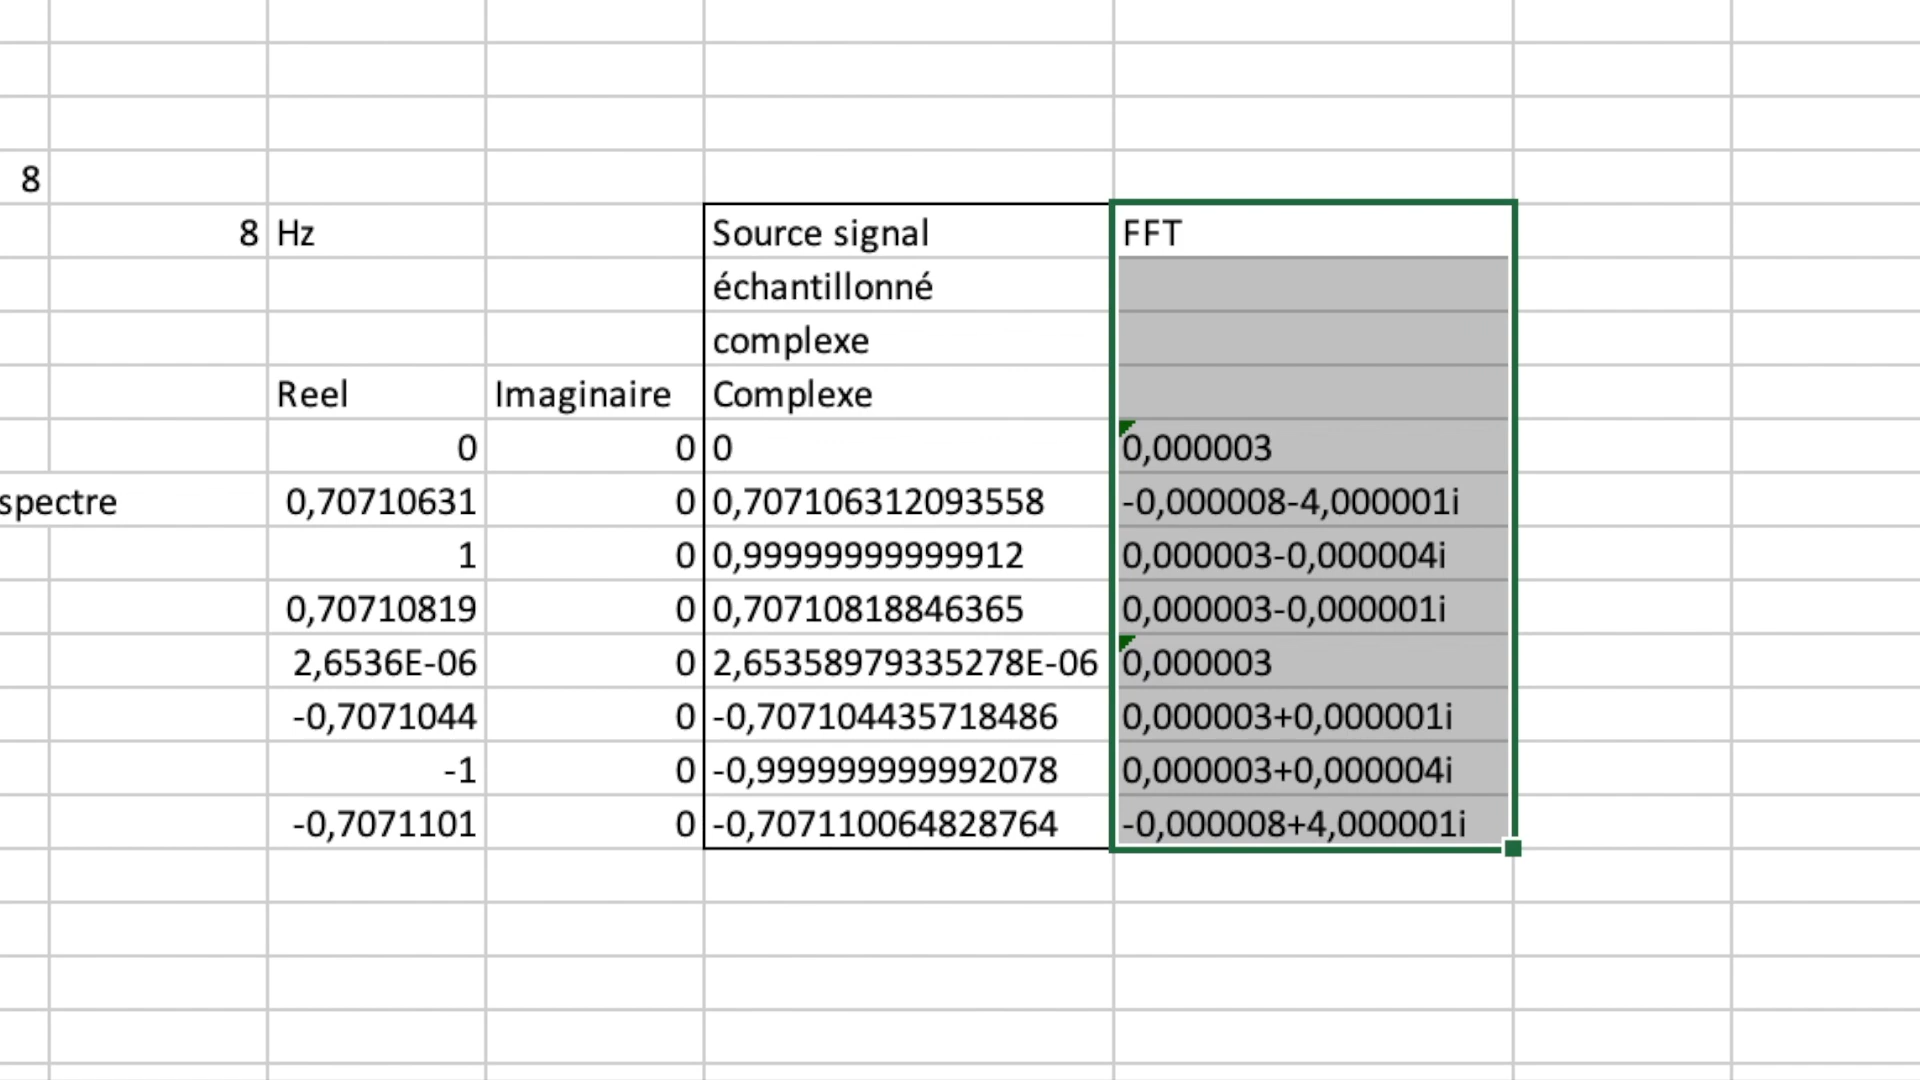 8
8 Hz Source signal FFT
échantillonné
complexe
Reel Imaginaire Complexe
0 0 0 0,000003
spectre 0,70710631 0 0,707106312093558 -0,000008-4,000001i
1 0 0,99999999999912 0,000003-0,000004i
0,70710819 0 0,70710818846365 0,000003-0,000001i
2,6536E-06 0 2,65358979335278E-06 0,000003
-0,7071044 0 -0,707104435718486 0,000003+0,000001i
-1 0 -0,999999999992078 0,000003+0,000004i
-0,7071101 0 -0,707110064828764 -0,000008+4,000001i